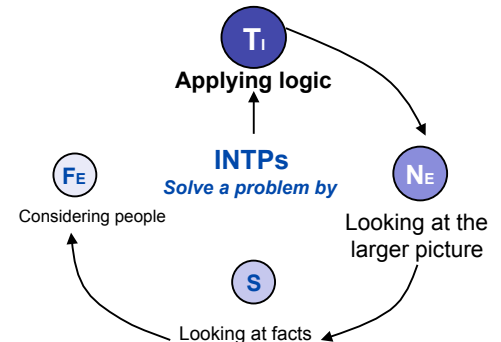 TI
Applying logic
INTPs
Solve a problem by
FE
Considering people
NE
Looking at the
larger picture
S
Looking at facts